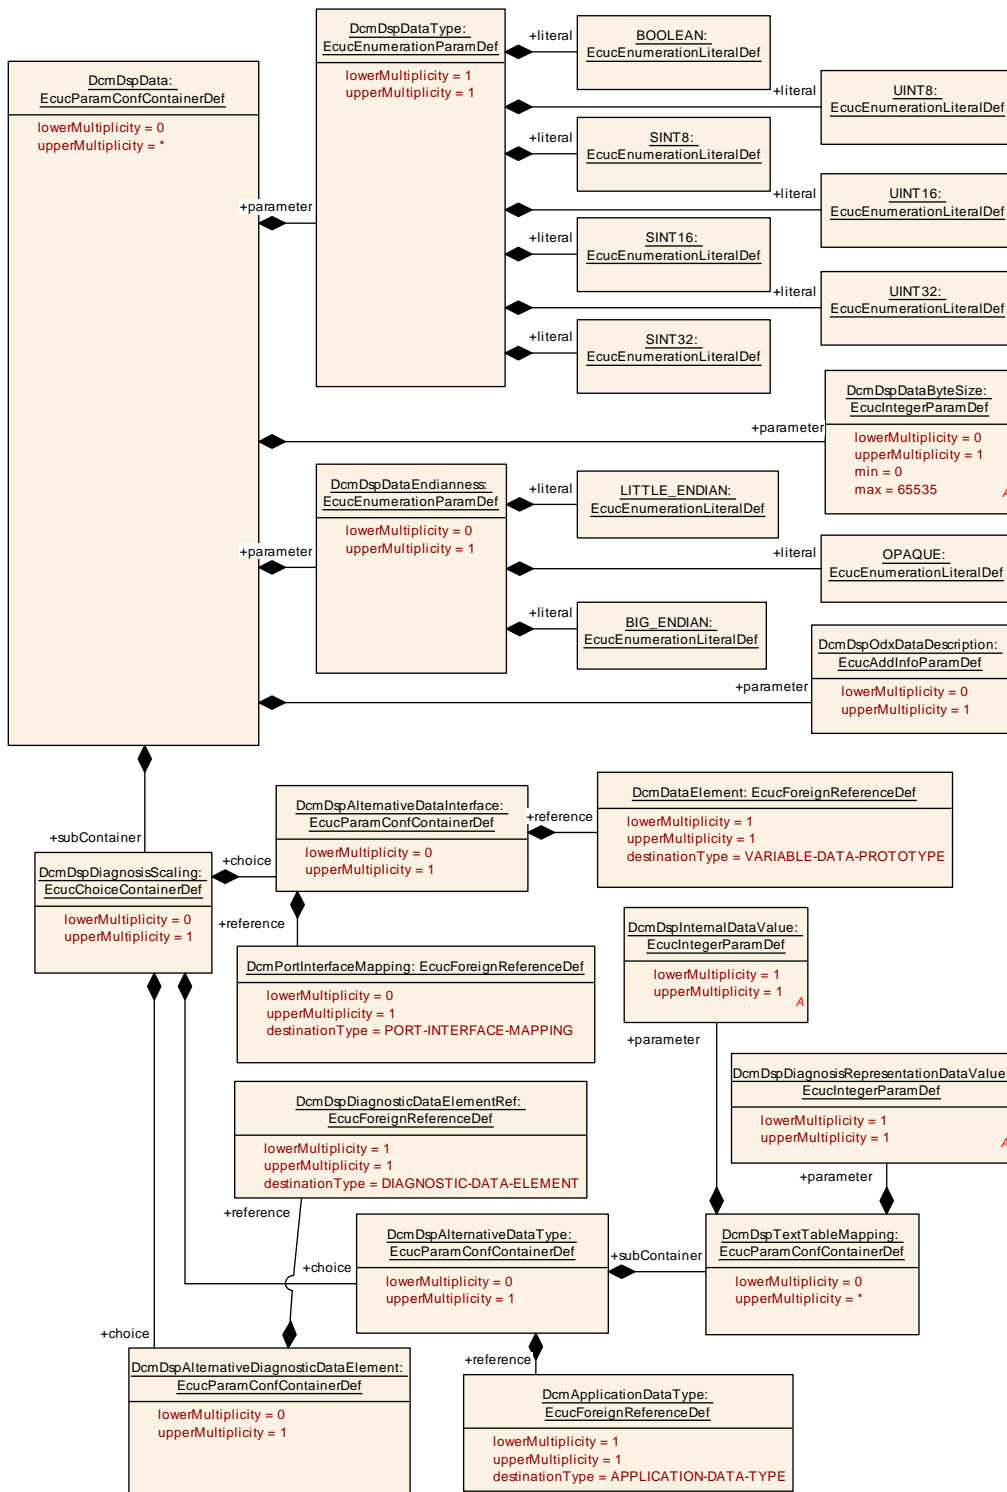 DcmDspData:
EcucParamConfContainerDef
lowerMultiplicity = 0
upperMultiplicity = *
DcmDspDataType:
EcucEnumerationParamDef
lowerMultiplicity = 1
upperMultiplicity = 1
+parameter
+literal
BOOLEAN:
EcucEnumerationLiteralDef
+literal
UINT8:
EcucEnumerationLiteralDef
+literal
SINT8:
EcucEnumerationLiteralDef
+literal
UINT16:
EcucEnumerationLiteralDef
+literal
SINT16:
EcucEnumerationLiteralDef
+literal
UINT32:
EcucEnumerationLiteralDef
+literal
SINT32:
EcucEnumerationLiteralDef
+parameter
DcmDspDataByteSize:
EcucIntegerParamDef
lowerMultiplicity = 0
upperMultiplicity = 1
min = 0
max = 65535
A
+parameter
DcmDspDataEndianness:
EcucEnumerationParamDef
lowerMultiplicity = 0
upperMultiplicity = 1
+literal
LITTLE_ENDIAN:
EcucEnumerationLiteralDef
+literal
OPAQUE:
EcucEnumerationLiteralDef
+literal
BIG_ENDIAN:
EcucEnumerationLiteralDef
+parameter
DcmDspOdxDataDescription:
EcucAddInfoParamDef
lowerMultiplicity = 0
upperMultiplicity = 1
+subContainer
DcmDspDiagnosisScaling:
EcucChoiceContainerDef
lowerMultiplicity = 0
upperMultiplicity = 1
+choice
DcmDspAlternativeDataInterface:
EcucParamConfContainerDef
lowerMultiplicity = 0
upperMultiplicity = 1
+reference
DcmDataElement: EcucForeignReferenceDef
lowerMultiplicity = 1
upperMultiplicity = 1
destinationType = VARIABLE-DATA-PROTOTYPE
+reference
DcmPortInterfaceMapping: EcucForeignReferenceDef
lowerMultiplicity = 0
upperMultiplicity = 1
destinationType = PORT-INTERFACE-MAPPING
DcmDspInternalDataValue:
EcucIntegerParamDef
lowerMultiplicity = 1
upperMultiplicity = 1
A
+parameter
DcmDspDiagnosisRepresentationDataValue
EcucIntegerParamDef
lowerMultiplicity = 1
upperMultiplicity = 1
A
+parameter
DcmDspDiagnosticDataElementRef:
EcucForeignReferenceDef
lowerMultiplicity = 1
upperMultiplicity = 1
destinationType = DIAGNOSTIC-DATA-ELEMENT
+reference
+choice
DcmDspAlternativeDataType:
EcucParamConfContainerDef
lowerMultiplicity = 0
upperMultiplicity = 1
+subContainer
DcmDspTextTableMapping:
EcucParamConfContainerDef
lowerMultiplicity = 0
upperMultiplicity = *
+choice
DcmDspAlternativeDiagnosticDataElement:
EcucParamConfContainerDef
lowerMultiplicity = 0
upperMultiplicity = 1
+reference
DcmApplicationDataType:
EcucForeignReferenceDef
lowerMultiplicity = 1
upperMultiplicity = 1
destinationType = APPLICATION-DATA-TYPE